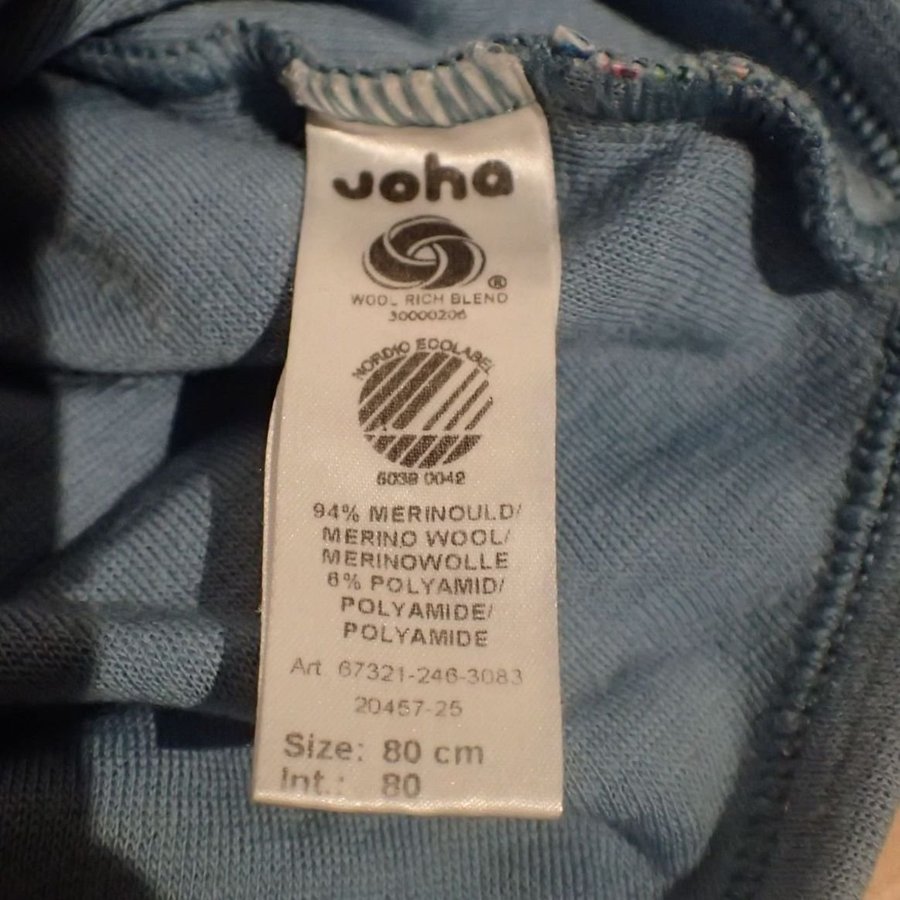 Joha
®
WOOL RICH BLEND
30000206
NORDIC ECOLABEL
5039 0042
94% MERINOULD/
MERINO WOOL/
MERINOWOLLE
6% POLYAMID/
POLYAMIDE/
POLYAMIDE
Art 67321-246-3083
20457-25
Size: 80 cm
Int.: 80